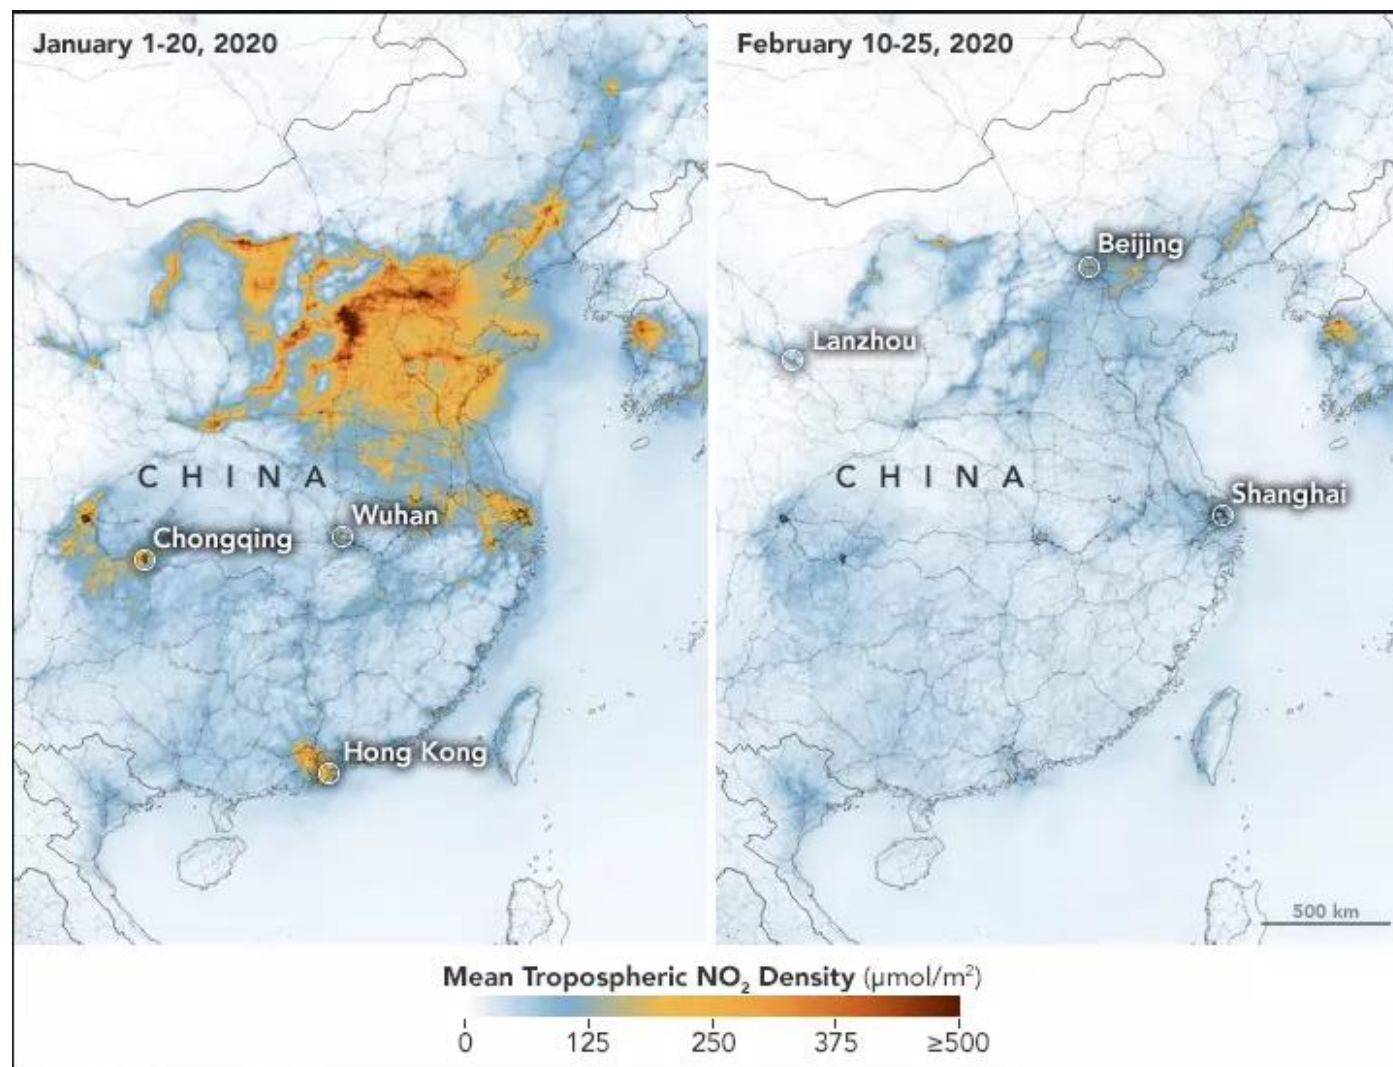 January 1-20, 2020
CHINA
Wuhan
Chongqing
Hong Kong
February 10-25, 2020
Beijing
Lanzhou
CHINA
Shanghai
500 km
Mean Tropospheric NO₂ Density (µmol/m²)
0 125 250 375 ≥500